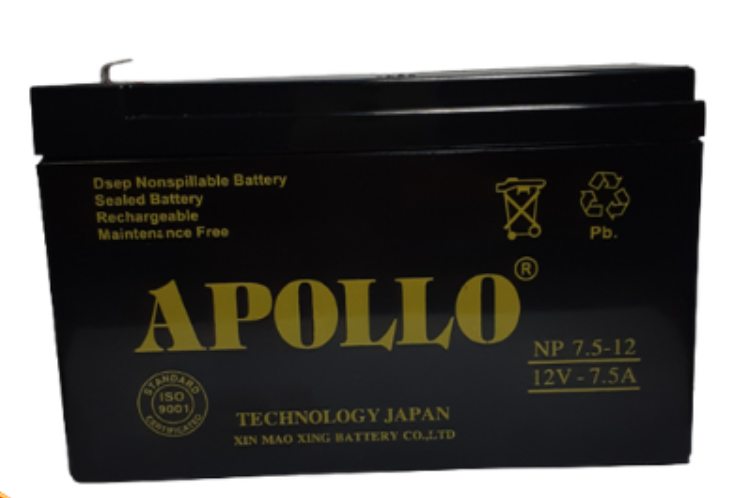 Dsep Nonspillable Battery
Sealed Battery
Rechargeable
Maintenance Free
Pb.
APOLLO®
NP 7.5-12
12V - 7.5A
STANDARD
ISO
9001
CERTIFICATED
TECHNOLOGY JAPAN
XIN MAO XING BATTERY CO.,LTD